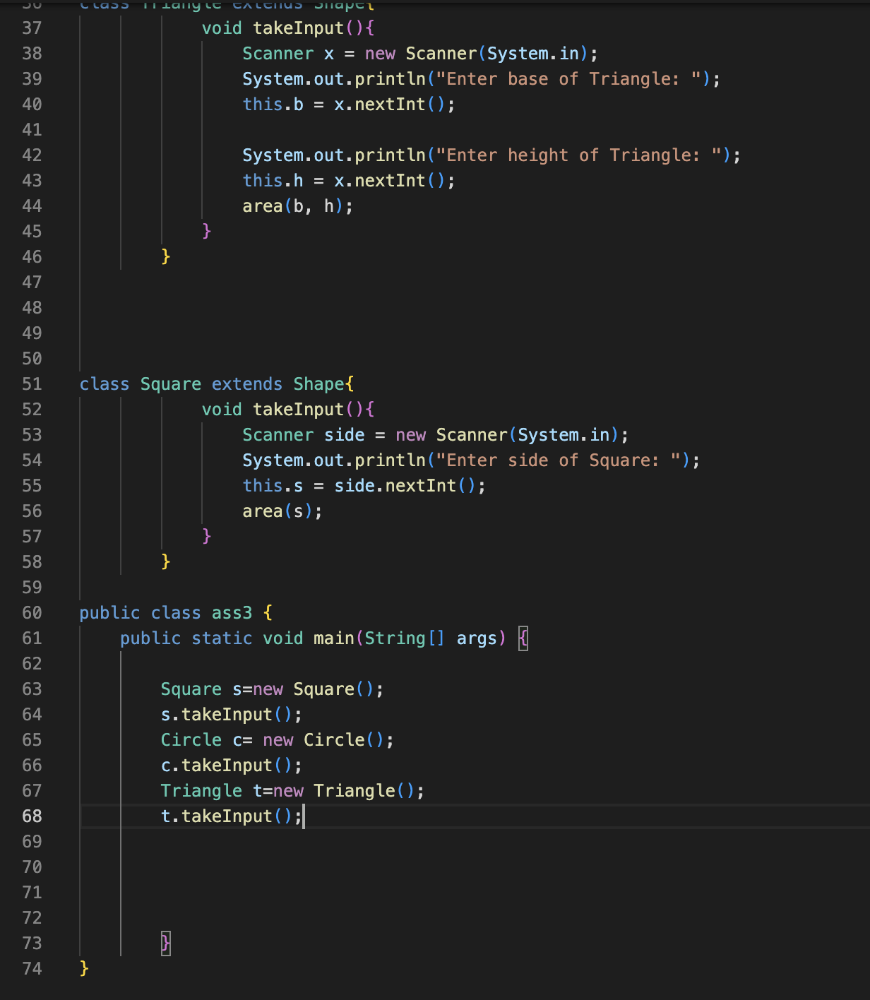 36 class Triangle extends Shape{
37 void takeInput(){
38 Scanner x = new Scanner(System.in);
39 System.out.println("Enter base of Triangle: ");
40 this.b = x.nextInt();
41
42 System.out.println("Enter height of Triangle: ");
43 this.h = x.nextInt();
44 area(b, h);
45 }
46 }
47
48
49
50
51 class Square extends Shape{
52 void takeInput(){
53 Scanner side = new Scanner(System.in);
54 System.out.println("Enter side of Square: ");
55 this.s = side.nextInt();
56 area(s);
57 }
58 }
59
60 public class ass3 {
61 public static void main(String[] args) {
62
63 Square s=new Square();
64 s.takeInput();
65 Circle c= new Circle();
66 c.takeInput();
67 Triangle t=new Triangle();
68 t.takeInput();
69
70
71
72
73 }
74 }